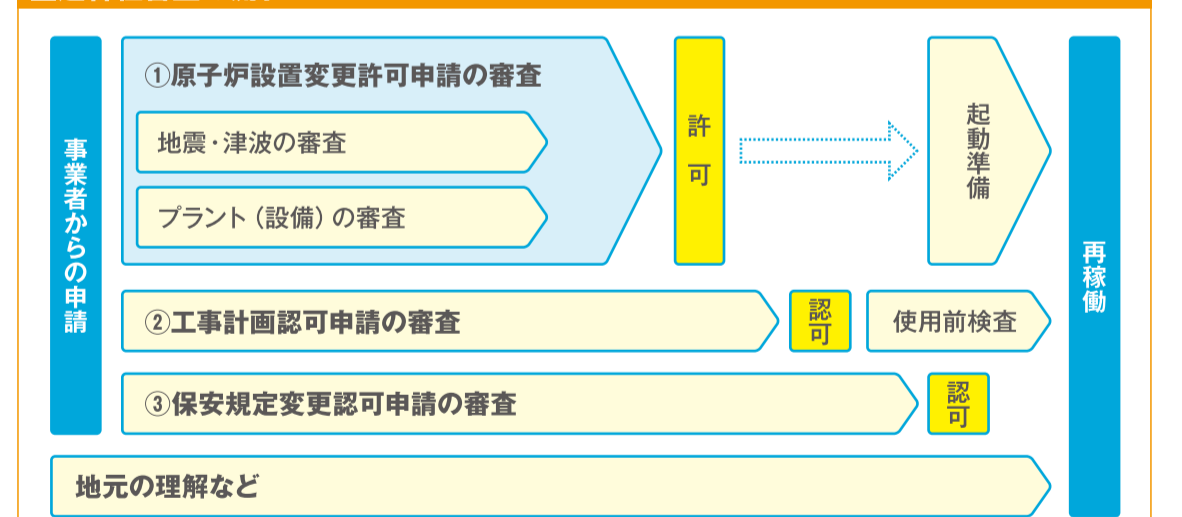 事業者からの申請
①原子炉設置変更許可申請の審査
地震・津波の審査
プラント（設備）の審査
許可
起動準備
②工事計画認可申請の審査
認可
使用前検査
③保安規定変更認可申請の審査
認可
地元の理解など
再稼働